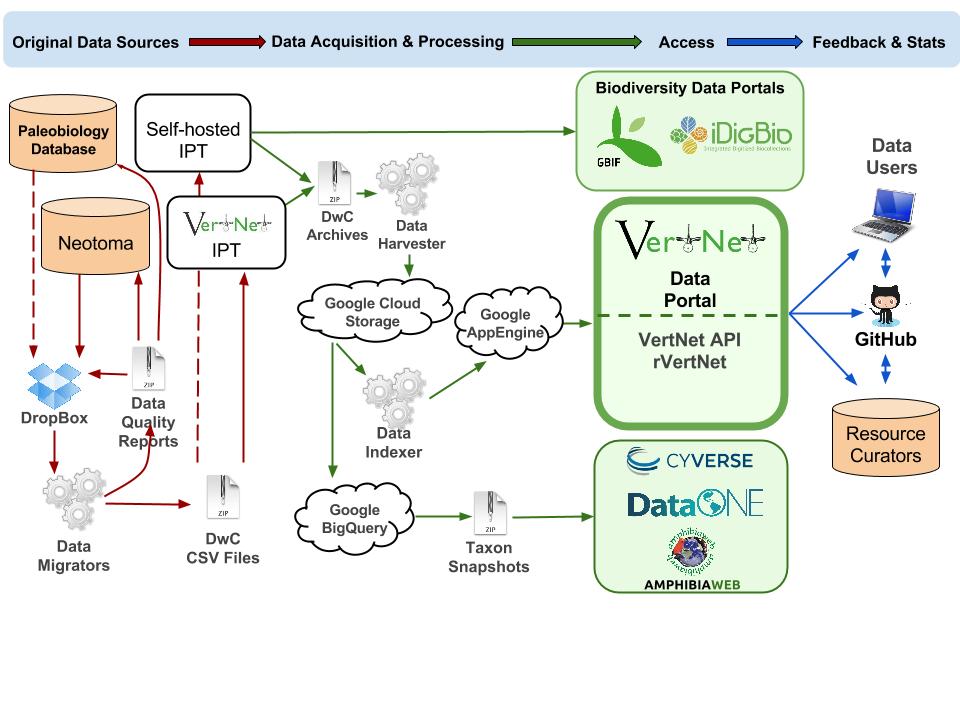 Original Data Sources
Data Acquisition & Processing
Access
Feedback & Stats
Paleobiology
Database
Self-hosted
IPT
Neotoma
VertNet
IPT
ZIP
DwC
Archives
Data
Harvester
Biodiversity Data Portals
GBIF
iDigBio
Integrated Digitized Biocollections
Google Cloud
Storage
Google
AppEngine
VertNet
Data
Portal
VertNet API
rVertNet
Data
Users
GitHub
Resource
Curators
DropBox
ZIP
Data
Quality
Reports
Data
Indexer
Data
Migrators
ZIP
DwC
CSV Files
Google
BigQuery
ZIP
Taxon
Snapshots
CYVERSE
DataONE
amphibiaweb
amphibiaweb
AMPHIBIAWEB